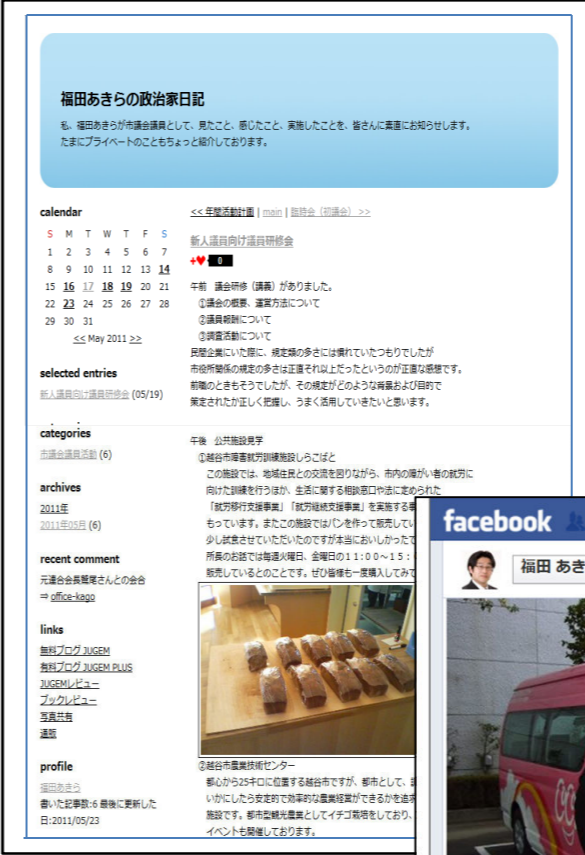 福田あきらの政治家日記
私、福田あきらが市議会議員として、見たこと、感じたこと、実施したことを、皆さんに素直にお知らせします。
たまにプライベートのこともちょっと紹介しております。
calendar
S M T W T F S
1 2 3 4 5 6 7
8 9 10 11 12 13 14
15 16 17 18 19 20 21
22 23 24 25 26 27 28
29 30 31
<< May 2011 >>
selected entries
新人議員向け議員研修会 (05/19)
categories
市議会議員活動 (6)
archives
2011年
2011年05月 (6)
recent comment
元連合会長鷲尾さんとの会合
⇒ office-kago
links
無料ブログ JUGEM
有料ブログ JUGEM PLUS
JUGEMレビュー
ブックレビュー
写真共有
通販
profile
福田あきら
書いた記事数:6 最後に更新した
日:2011/05/23
<< 年間活動計画 | main | 臨時会（初議会） >>
新人議員向け議員研修会
+♥ 0
午前 議会研修（講義）がありました。
①議会の概要、運営方法について
②議員報酬について
③調査活動について
民間企業にいた際に、規定類の多さには慣れていたつもりでしたが
市役所関係の規定の多さは正直それ以上だったというのが正直な感想です。
前職のときもそうでしたが、その規定がどのような背景および目的で
策定されたか正しく把握し、うまく活用していきたいと思います。
午後 公共施設見学
①越谷市障害就労訓練施設しらこばと
この施設では、地域住民との交流を図りながら、市内の障がい者の就労に
向けた訓練を行うほか、生活に関する相談窓口や法に定められた
「就労移行支援事業」「就労継続支援事業」を実施する事
もっています。またこの施設ではパンを作って販売してい
少し試食させていただいたのですが本当においしかったで
所長のお話では毎週火曜日、金曜日の11:00～15:
販売しているとのことです。ぜひ皆様も一度購入してみて
②越谷市農業技術センター
都心から25キロに位置する越谷市ですが、都市として、
いかにしたら安定的で効率的な農業経営ができるかを追求
施設です。都市型観光農業としてイチゴ栽培をしており、
イベントも開催しております。
facebook
福田 あき